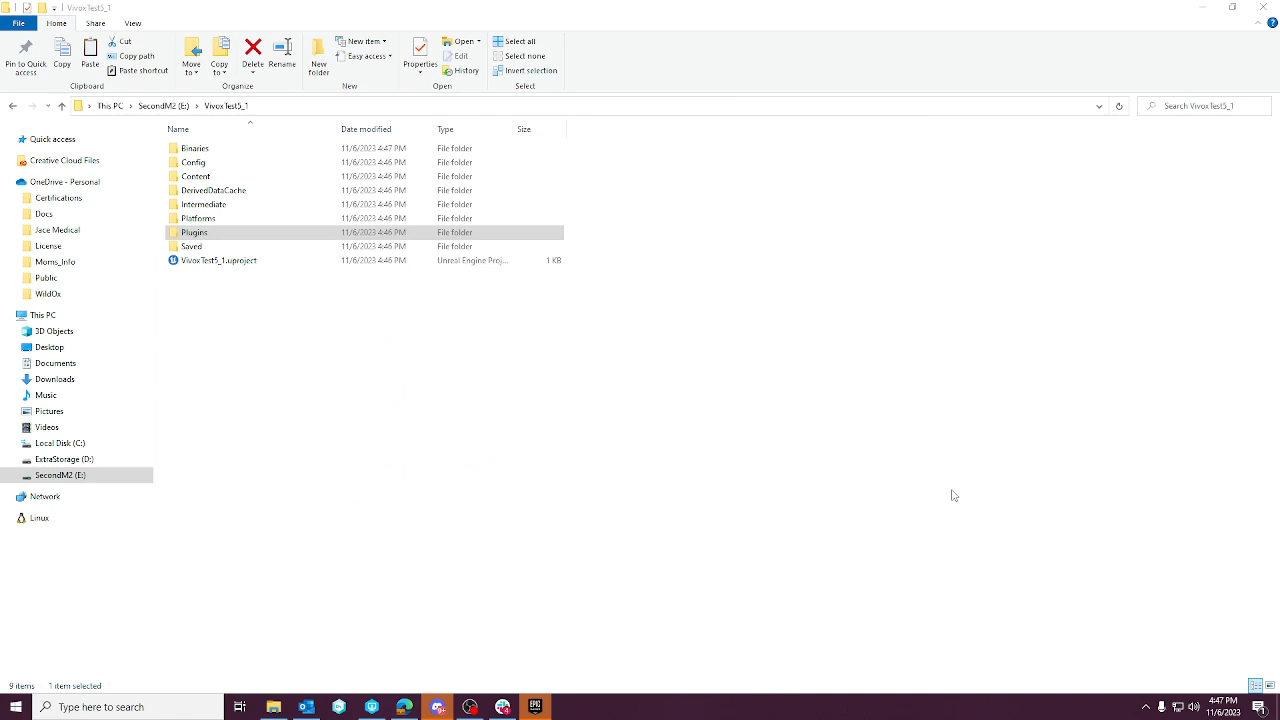 VivoxTest5_1
File Home Share View
Pin to Quick access
Copy
Paste
Cut
Copy path
Paste shortcut
Clipboard
Move to
Copy to
Delete
Rename
Organize
New folder
New item
Easy access
New
Properties
Open
Edit
History
Open
Select all
Select none
Invert selection
Select
This PC SecondM2 (E:) VivoxTest5_1
Search VivoxTest5_1
Name Date modified Type Size
Binaries 11/6/2023 4:47 PM File folder
Config 11/6/2023 4:46 PM File folder
Content 11/6/2023 4:46 PM File folder
DerivedDataCache 11/6/2023 4:46 PM File folder
Intermediate 11/6/2023 4:46 PM File folder
Platforms 11/6/2023 4:46 PM File folder
Plugins 11/6/2023 4:46 PM File folder
Saved 11/6/2023 4:46 PM File folder
VivoxTest5_1.uproject 11/6/2023 4:46 PM Unreal Engine Proj... 1 KB
Quick access
Creative Cloud Files
OneDrive - Personal
Certifications
Docs
Jace Medical
License
Moms_Info
Public
WildOx
This PC
3D Objects
Desktop
Documents
Downloads
Music
Pictures
Videos
Local Disk (C:)
ExtraStorage (D:)
SecondM2 (E:)
Network
Linux
9 items 1 item selected
Type here to search
EPIC
4:47 PM
11/6/2023